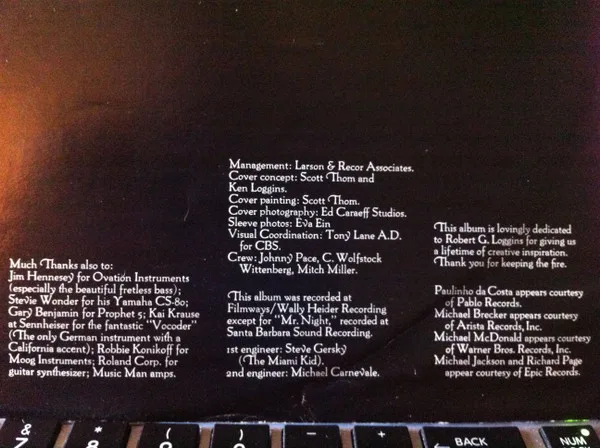 Much Thanks also to:
Jim Hennesey for Ovation Instruments
(especially the beautiful fretless bass);
Stevie Wonder for his Yamaha CS-80;
Gary Benjamin for Prophet 5; Kai Krause
at Sennheiser for the fantastic "Vocoder"
(The only German instrument with a
California accent); Robbie Konikoff for
Moog Instruments; Roland Corp. for
guitar synthesizer; Music Man amps.
Management: Larson & Recor Associates.
Cover concept: Scott Thom and
Ken Loggins.
Cover painting: Scott Thom.
Cover photography: Ed Caraeff Studios.
Sleeve photos: Eva Ein
Visual Coordination: Tony Lane A.D.
for CBS.
Crew: Johnny Pace, C. Wolfstock
Wittenberg, Mitch Miller.
This album was recorded at
Filmways/Wally Heider Recording
except for "Mr. Night," recorded at
Santa Barbara Sound Recording.
1st engineer: Steve Gersky
(The Miami Kid).
2nd engineer: Michael Carnevale.
This album is lovingly dedicated
to Robert G. Loggins for giving us
a lifetime of creative inspiration.
Thank you for keeping the fire.
Paulinho da Costa appears courtesy
of Pablo Records.
Michael Brecker appears courtesy
of Arista Records, Inc.
Michael McDonald appears courtesy
of Warner Bros. Records, Inc.
Michael Jackson and Richard Page
appear courtesy of Epic Records.
& * ( ) – + BACK NUM
7 8 9 0